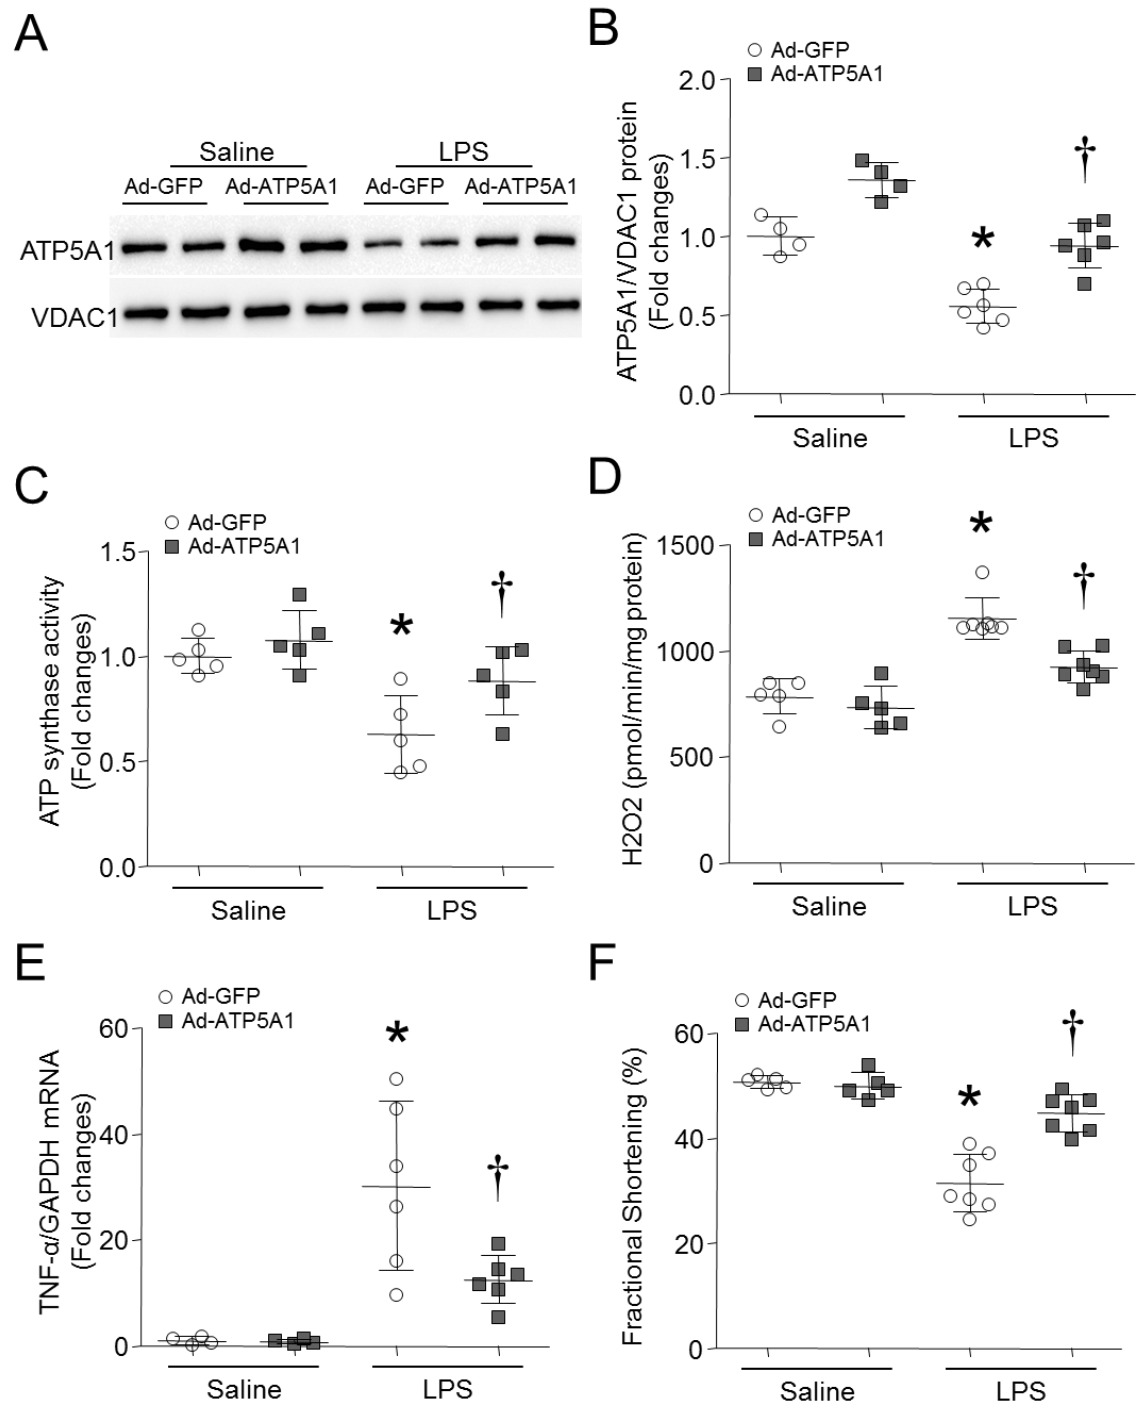 A
Saline LPS
Ad-GFP Ad-ATP5A1 Ad-GFP Ad-ATP5A1
ATP5A1
VDAC1
B
Ad-GFP
Ad-ATP5A1
ATP5A1/VDAC1 protein
(Fold changes)
2.0
1.5
1.0
0.5
0.0
*
†
Saline LPS
C
Ad-GFP
Ad-ATP5A1
ATP synthase activity
(Fold changes)
1.5
1.0
0.5
0.0
*
†
Saline LPS
D
Ad-GFP
Ad-ATP5A1
H2O2 (pmol/min/mg protein)
1500
1000
500
0
*
†
Saline LPS
E
Ad-GFP
Ad-ATP5A1
TNF-α/GAPDH mRNA
(Fold changes)
60
40
20
0
*
†
Saline LPS
F
Ad-GFP
Ad-ATP5A1
Fractional Shortening (%)
60
40
20
0
*
†
Saline LPS